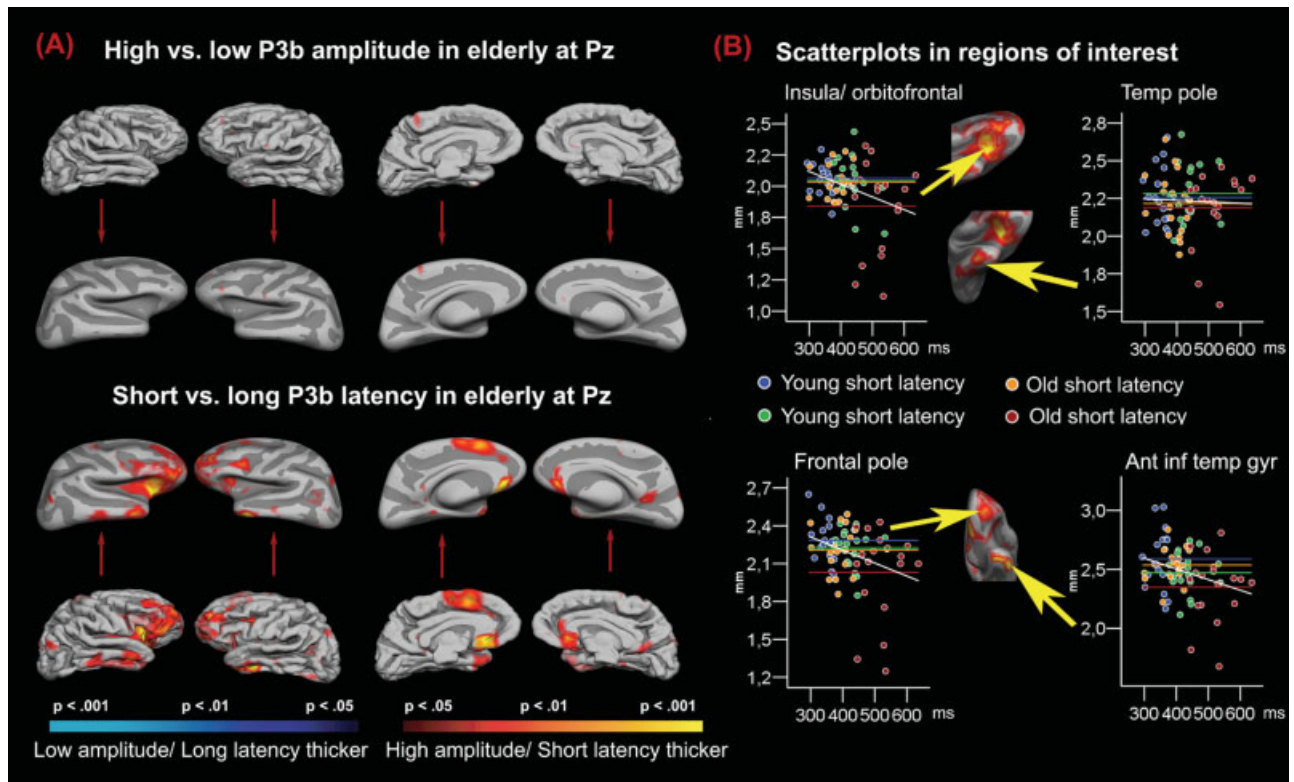 (A) High vs. low P3b amplitude in elderly at Pz
Short vs. long P3b latency in elderly at Pz
p < .001 p < .01 p < .05
Low amplitude/ Long latency thicker
p < .05 p < .01 p < .001
High amplitude/ Short latency thicker
(B) Scatterplots in regions of interest
Insula/ orbitofrontal
2,5
2,2
2,0
1,8
1,5
1,2
1,0
mm
300 400 500 600 ms
Temp pole
2,8
2,5
2,2
2,0
1,8
1,5
mm
300 400 500 600
Young short latency
Old short latency
Young short latency
Old short latency
Frontal pole
2,7
2,4
2,1
1,8
1,5
1,2
mm
300 400 500 600 ms
Ant inf temp gyr
3,0
2,5
2,0
mm
300 400 500 600